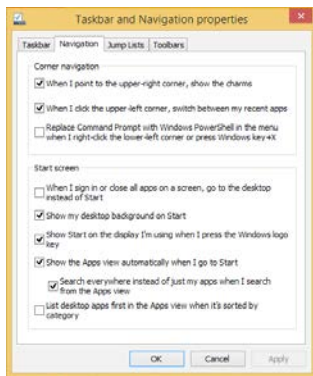 Taskbar and Navigation properties
Taskbar Navigation Jump Lists Toolbars
Corner navigation
When I point to the upper-right corner, show the charms
When I click the upper-left corner, switch between my recent apps
Replace Command Prompt with Windows PowerShell in the menu
when I right-click the lower-left corner or press Windows key+X
Start screen
When I sign in or close all apps on a screen, go to the desktop
instead of Start
Show my desktop background on Start
Show Start on the display I'm using when I press the Windows logo
key
Show the Apps view automatically when I go to Start
Search everywhere instead of just my apps when I search
from the Apps view
List desktop apps first in the Apps view when it's sorted by
category
OK Cancel Apply